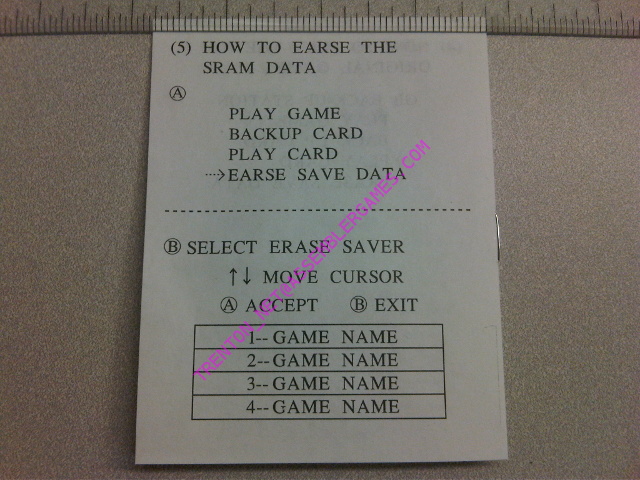 (5) HOW TO EARSE THE
SRAM DATA
Ⓐ
PLAY GAME
BACKUP CARD
PLAY CARD
···>EARSE SAVE DATA
Ⓑ SELECT ERASE SAVER
↑↓ MOVE CURSOR
Ⓐ ACCEPT Ⓑ EXIT
1--GAME NAME
2--GAME NAME
3--GAME NAME
4--GAME NAME